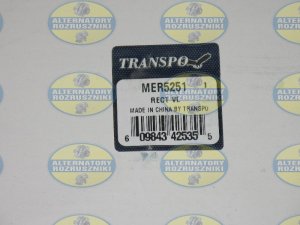 TRANSPO
MER5251
RECT VL
MADE IN CHINA BY TRANSPO
6 09843 42535 5
ALTERNATORY
ROZRUSZNIKI